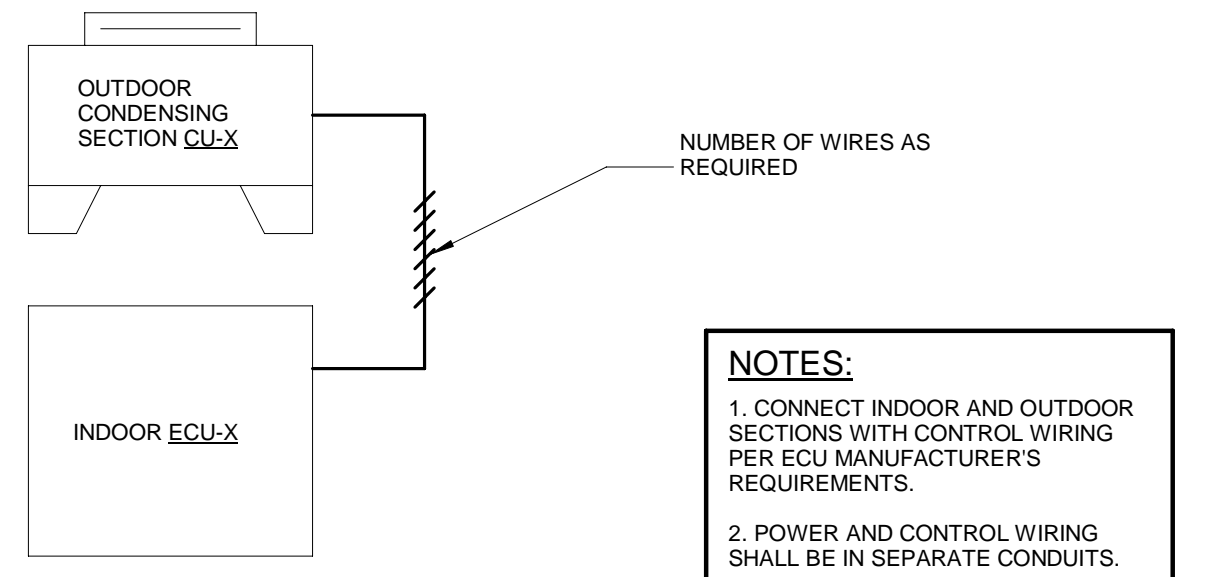 OUTDOOR
CONDENSING
SECTION CU-X
NUMBER OF WIRES AS
REQUIRED
INDOOR ECU-X
NOTES:
1. CONNECT INDOOR AND OUTDOOR
SECTIONS WITH CONTROL WIRING
PER ECU MANUFACTURER'S
REQUIREMENTS.
2. POWER AND CONTROL WIRING
SHALL BE IN SEPARATE CONDUITS.